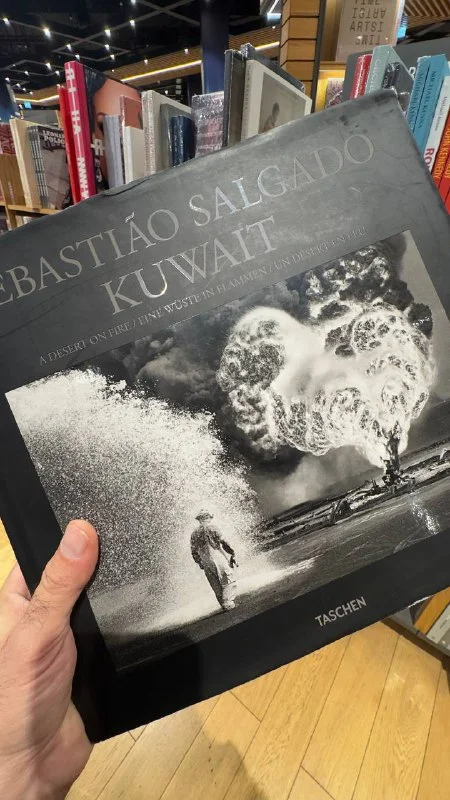 EBASTIÃO SALGADO
KUWAIT
A DESERT ON FIRE / EINE WÜSTE IN FLAMMEN / UN DÉSERT EN FEU
TASCHEN